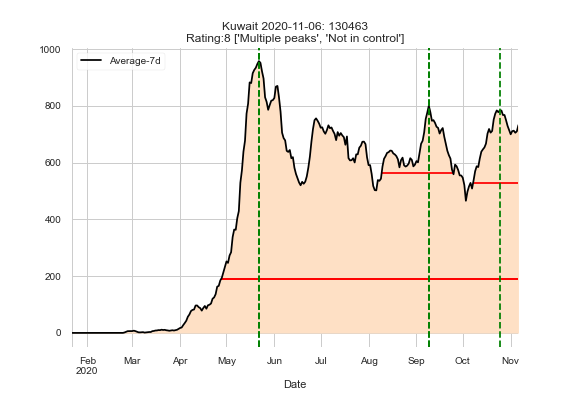 Kuwait 2020-11-06: 130463
Rating:8 ['Multiple peaks', 'Not in control']
Average-7d
1000
800
600
400
200
0
Feb Mar Apr May Jun Jul Aug Sep Oct Nov
2020
Date